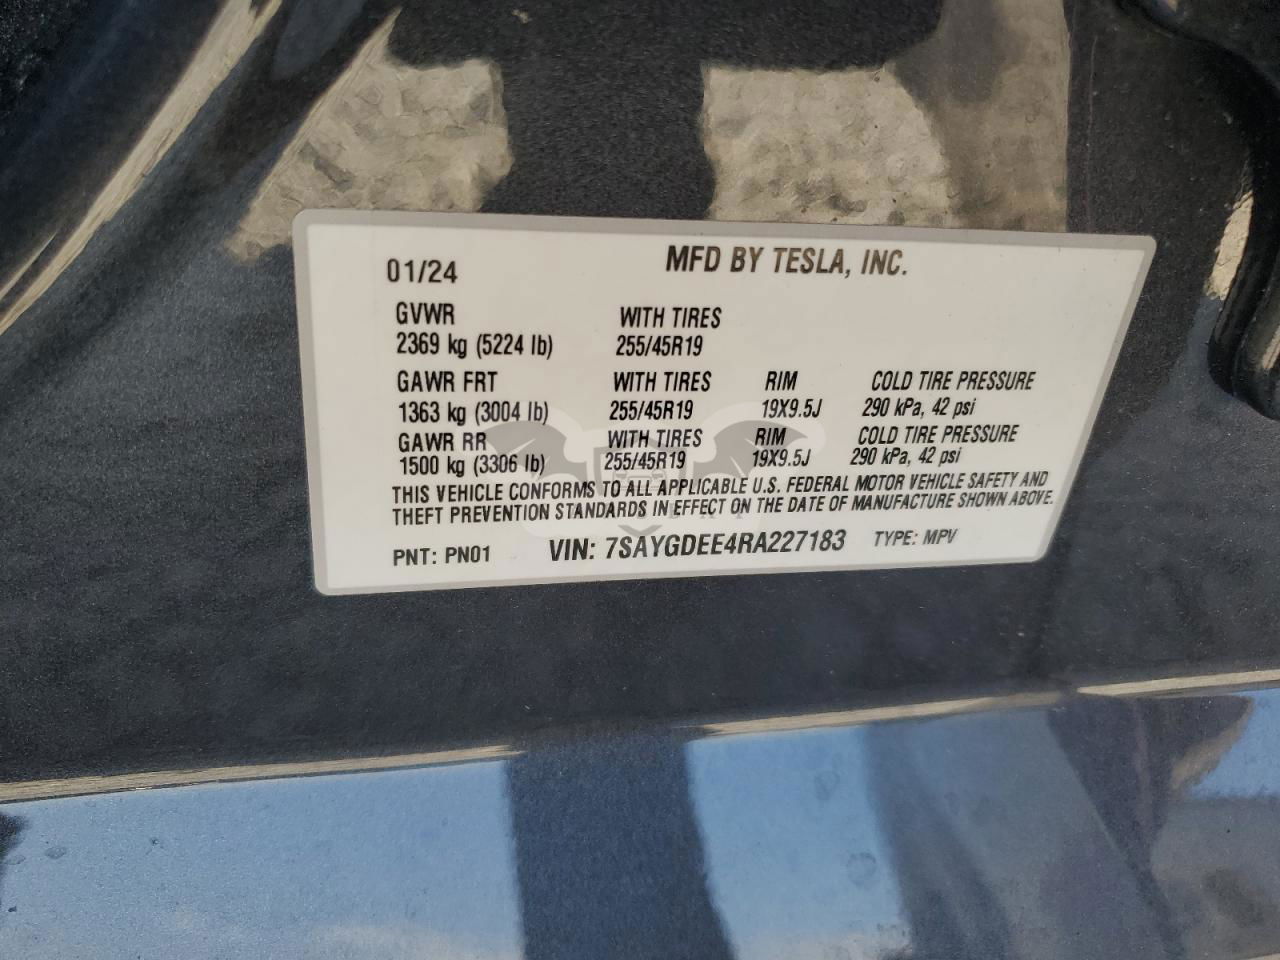 01/24 MFD BY TESLA, INC.
GVWR WITH TIRES
2369 kg (5224 lb) 255/45R19
GAWR FRT WITH TIRES RIM COLD TIRE PRESSURE
1363 kg (3004 lb) 255/45R19 19X9.5J 290 kPa, 42 psi
GAWR RR WITH TIRES RIM COLD TIRE PRESSURE
1500 kg (3306 lb) 255/45R19 19X9.5J 290 kPa, 42 psi
THIS VEHICLE CONFORMS TO ALL APPLICABLE U.S. FEDERAL MOTOR VEHICLE SAFETY AND
THEFT PREVENTION STANDARDS IN EFFECT ON THE DATE OF MANUFACTURE SHOWN ABOVE.
PNT: PN01 VIN: 7SAYGDEE4RA227183 TYPE: MPV